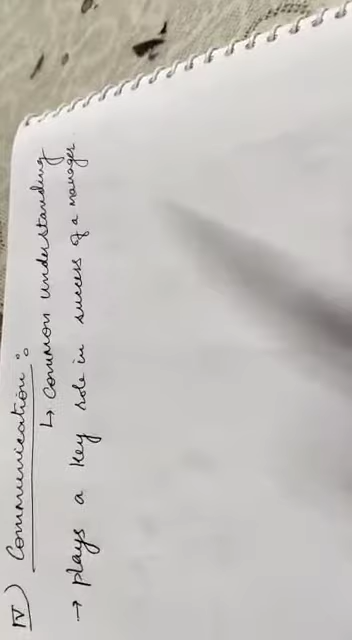 IV) Communication :
↳ Common understanding
→ plays a key role in success of a manager.